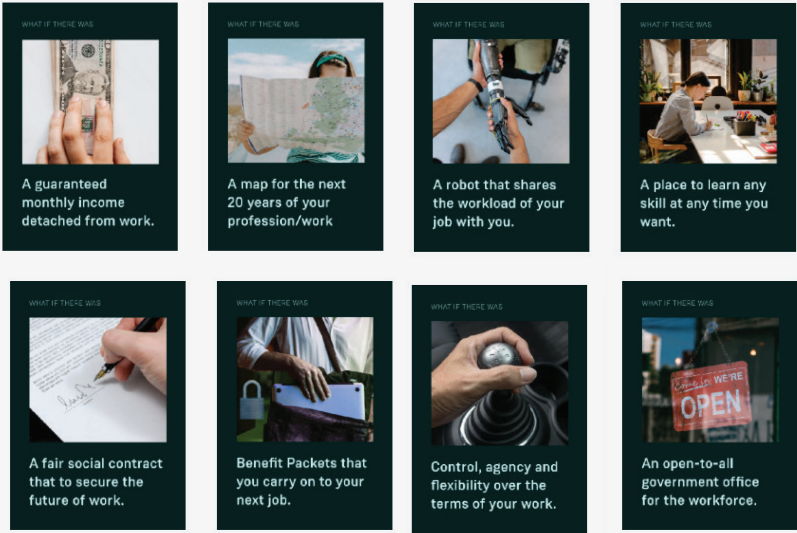 WHAT IF THERE WAS
A guaranteed
monthly income
detached from work.
WHAT IF THERE WAS
A map for the next
20 years of your
profession/work
WHAT IF THERE WAS
A robot that shares
the workload of your
job with you.
WHAT IF THERE WAS
A place to learn any
skill at any time you
want.
WHAT IF THERE WAS
A fair social contract
that to secure the
future of work.
WHAT IF THERE WAS
Benefit Packets that
you carry on to your
next job.
WHAT IF THERE WAS
Control, agency and
flexibility over the
terms of your work.
WHAT IF THERE WAS
Come in WE'RE
OPEN
An open-to-all
government office
for the workforce.